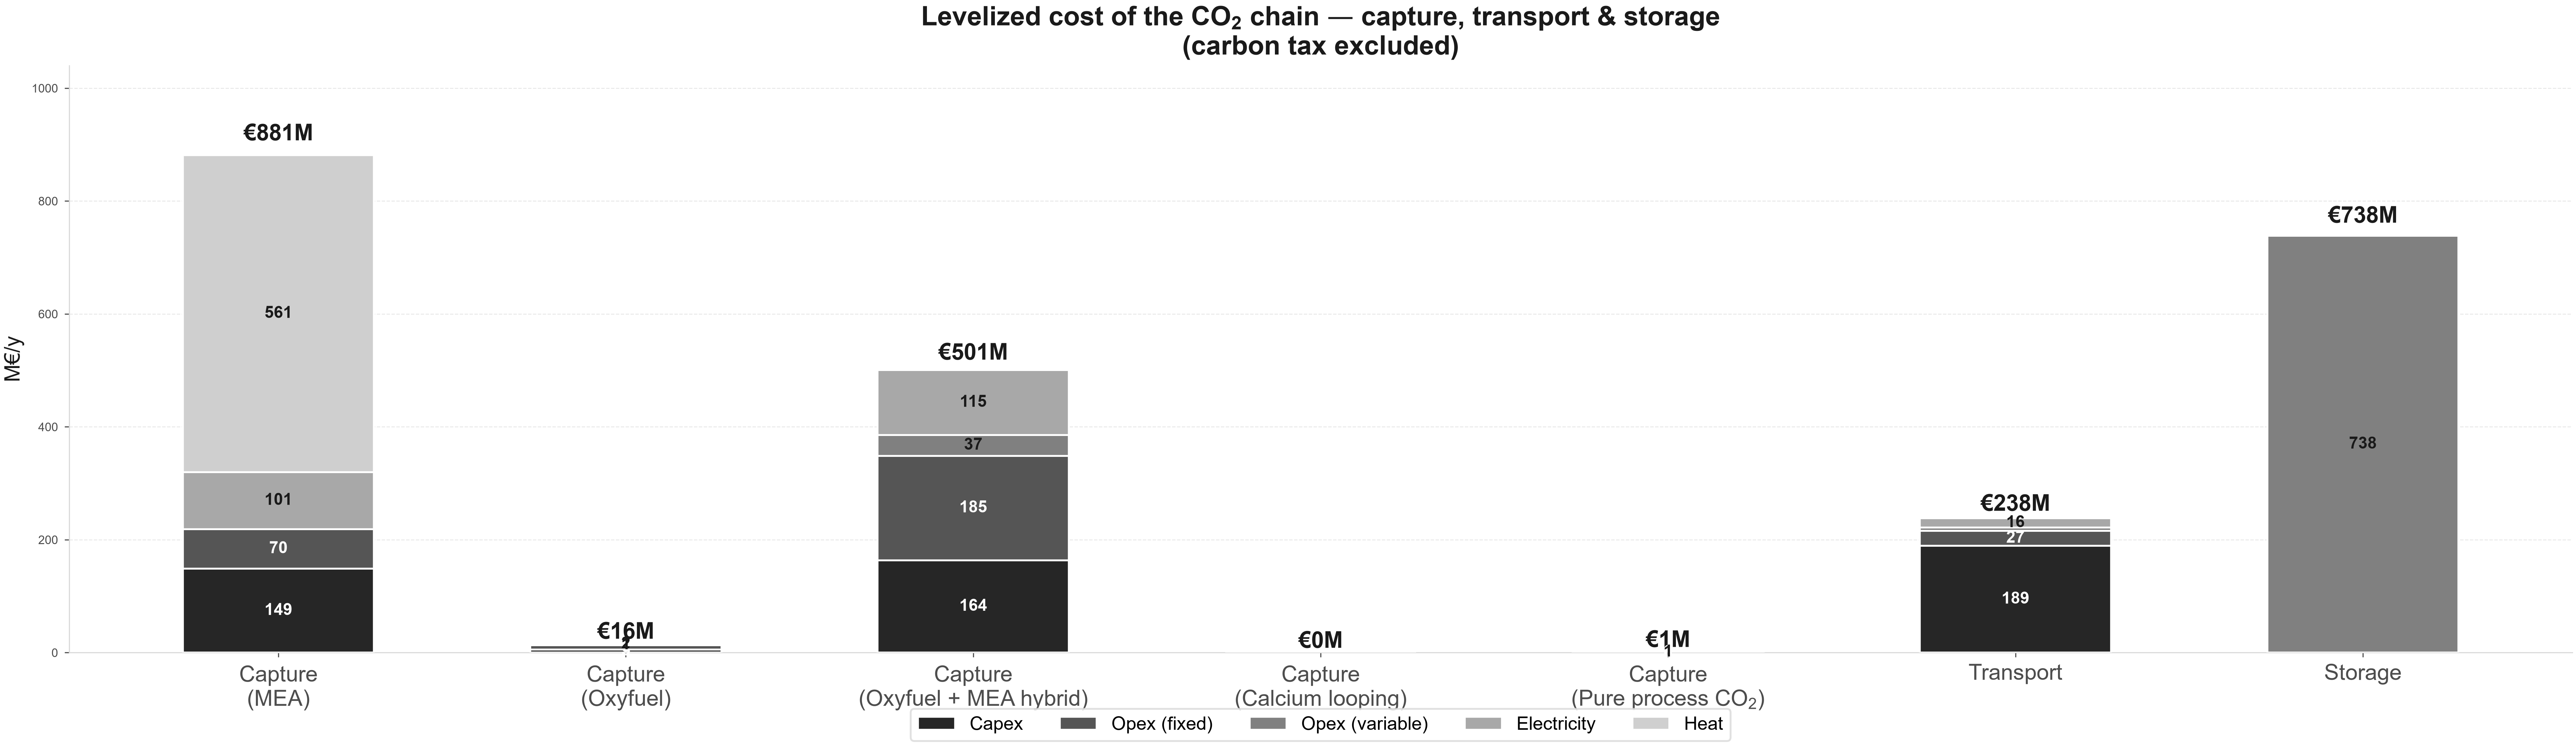 Levelized cost of the CO₂ chain — capture, transport & storage
(carbon tax excluded)
M€/y
1000
800
600
400
200
0
€881M
561
101
70
149
€16M
€501M
115
37
185
164
€0M
€1M
1
€238M
16
27
189
€738M
738
Capture
(MEA)
Capture
(Oxyfuel)
Capture
(Oxyfuel + MEA hybrid)
Capture
(Calcium looping)
Capture
(Pure process CO₂)
Transport
Storage
Capex
Opex (fixed)
Opex (variable)
Electricity
Heat